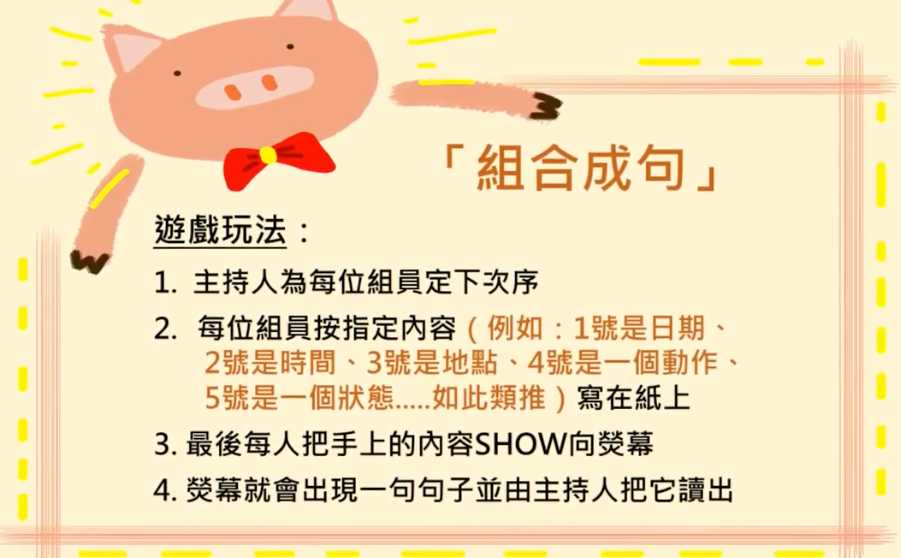 「組合成句」
遊戲玩法：
1. 主持人為每位組員定下次序
2. 每位組員按指定內容（例如：1號是日期、
2號是時間、3號是地點、4號是一個動作、
5號是一個狀態.....如此類推）寫在紙上
3. 最後每人把手上的內容SHOW向熒幕
4. 熒幕就會出現一句句子並由主持人把它讀出